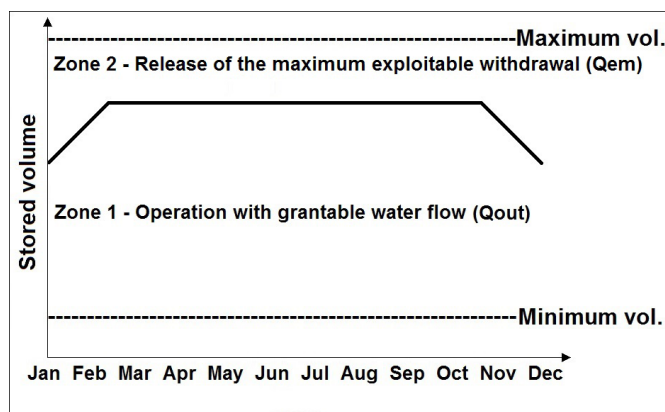 Maximum vol.
Zone 2 - Release of the maximum exploitable withdrawal (Qem)
Stored volume
Zone 1 - Operation with grantable water flow (Qout)
Minimum vol.
Jan Feb Mar Apr May Jun Jul Aug Sep Oct Nov Dec